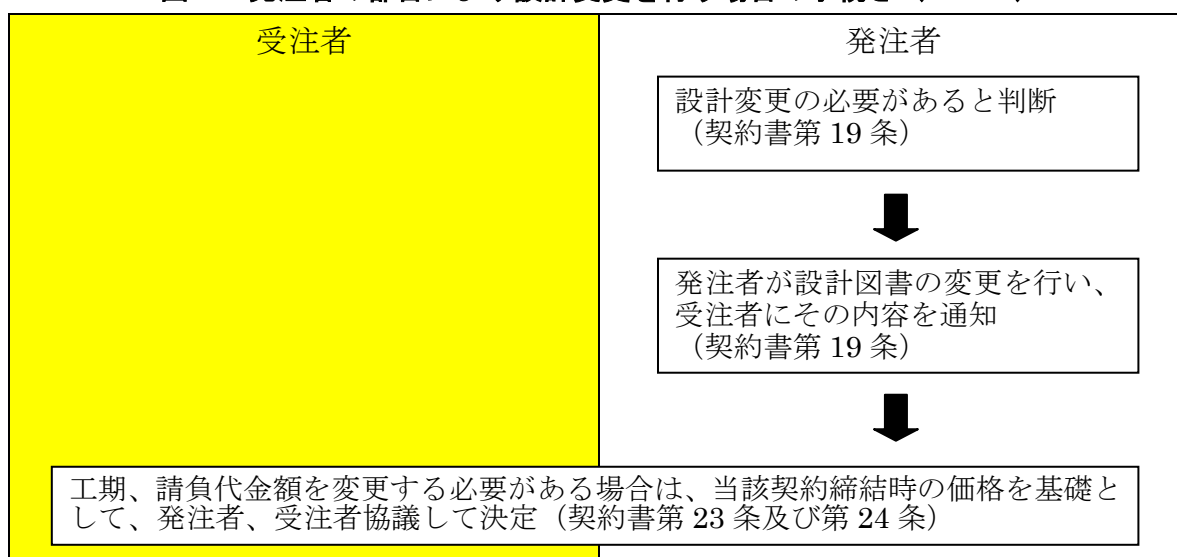 受注者
発注者
設計変更の必要があると判断
（契約書第 19 条）
発注者が設計図書の変更を行い、
受注者にその内容を通知
（契約書第 19 条）
工期、請負代金額を変更する必要がある場合は、当該契約締結時の価格を基礎と
して、発注者、受注者協議して決定（契約書第 23 条及び第 24 条）